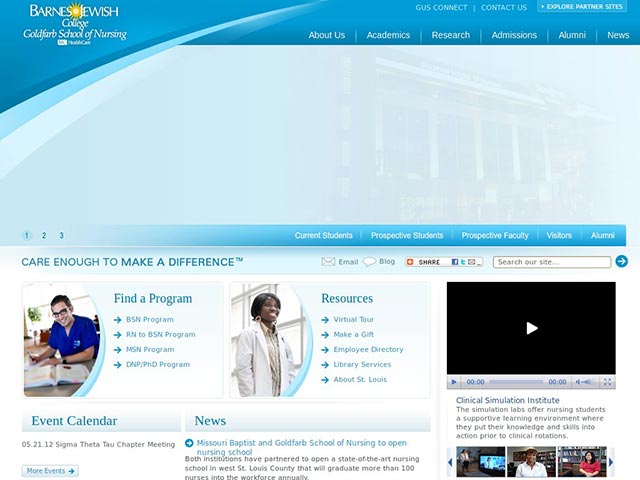 BARNES JEWISH
College
Goldfarb School of Nursing
BJC HealthCare
GUS CONNECT | CONTACT US
EXPLORE PARTNER SITES
About Us | Academics | Research | Admissions | Alumni | News
1 2 3
Current Students | Prospective Students | Prospective Faculty | Visitors | Alumni
CARE ENOUGH TO MAKE A DIFFERENCE™
Email
Blog
SHARE
Search our site...
Find a Program
BSN Program
RN to BSN Program
MSN Program
DNP/PhD Program
Resources
Virtual Tour
Make a Gift
Employee Directory
Library Services
About St. Louis
00:00 00:00
Clinical Simulation Institute
The simulation labs offer nursing students
a supportive learning environment where
they put their knowledge and skills into
action prior to clinical rotations.
Event Calendar
05.21.12 Sigma Theta Tau Chapter Meeting
More Events
News
Missouri Baptist and Goldfarb School of Nursing to open
nursing school in west St. Louis County
Both institutions have partnered to open a state-of-the-art nursing
school in west St. Louis County that will graduate more than 100
nurses into the workforce annually.